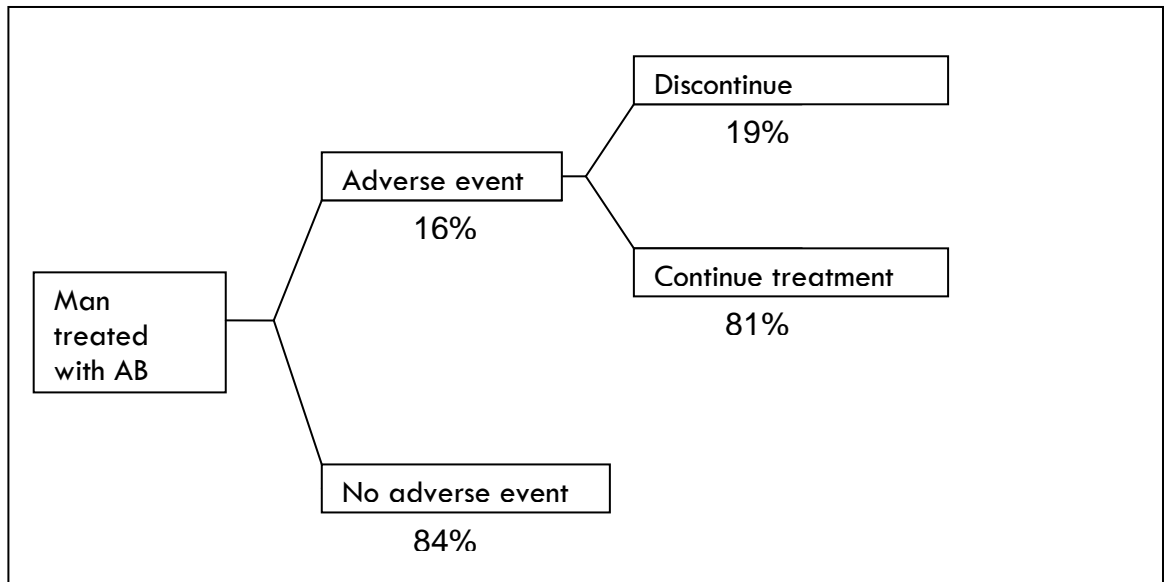 Discontinue
19%
Adverse event
16%
Continue treatment
81%
Man
treated
with AB
No adverse event
84%